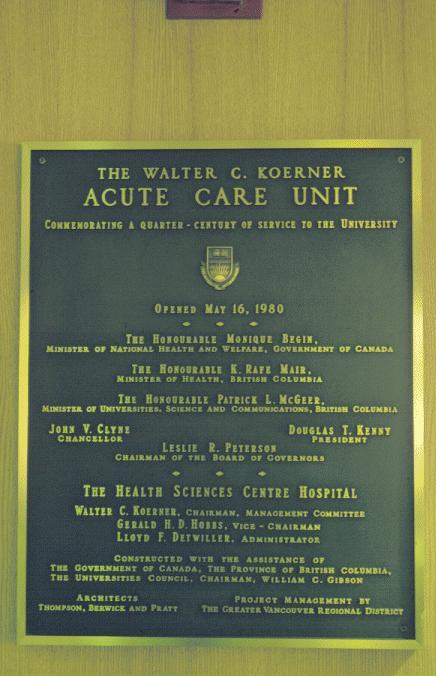 THE WALTER C. KOERNER
ACUTE CARE UNIT
COMMEMORATING A QUARTER-CENTURY OF SERVICE TO THE UNIVERSITY
OPENED MAY 16, 1980
THE HONOURABLE MONIQUE BEGIN,
MINISTER OF NATIONAL HEALTH AND WELFARE, GOVERNMENT OF CANADA
THE HONOURABLE K. RAFE MAIR,
MINISTER OF HEALTH, BRITISH COLUMBIA
THE HONOURABLE PATRICK L. MCGEER,
MINISTER OF UNIVERSITIES, SCIENCE AND COMMUNICATIONS, BRITISH COLUMBIA
JOHN V. CLYNE
CHANCELLOR
DOUGLAS T. KENNY
PRESIDENT
LESLIE R. PETERSON
CHAIRMAN OF THE BOARD OF GOVERNORS
THE HEALTH SCIENCES CENTRE HOSPITAL
WALTER C. KOERNER, CHAIRMAN, MANAGEMENT COMMITTEE
GERALD H. D. HOBBS, VICE-CHAIRMAN
LLOYD F. DETWILLER, ADMINISTRATOR
CONSTRUCTED WITH THE ASSISTANCE OF
THE GOVERNMENT OF CANADA, THE PROVINCE OF BRITISH COLUMBIA,
THE UNIVERSITIES COUNCIL, CHAIRMAN, WILLIAM C. GIBSON
ARCHITECTS
THOMPSON, BERWICK AND PRATT
PROJECT MANAGEMENT BY
THE GREATER VANCOUVER REGIONAL DISTRICT